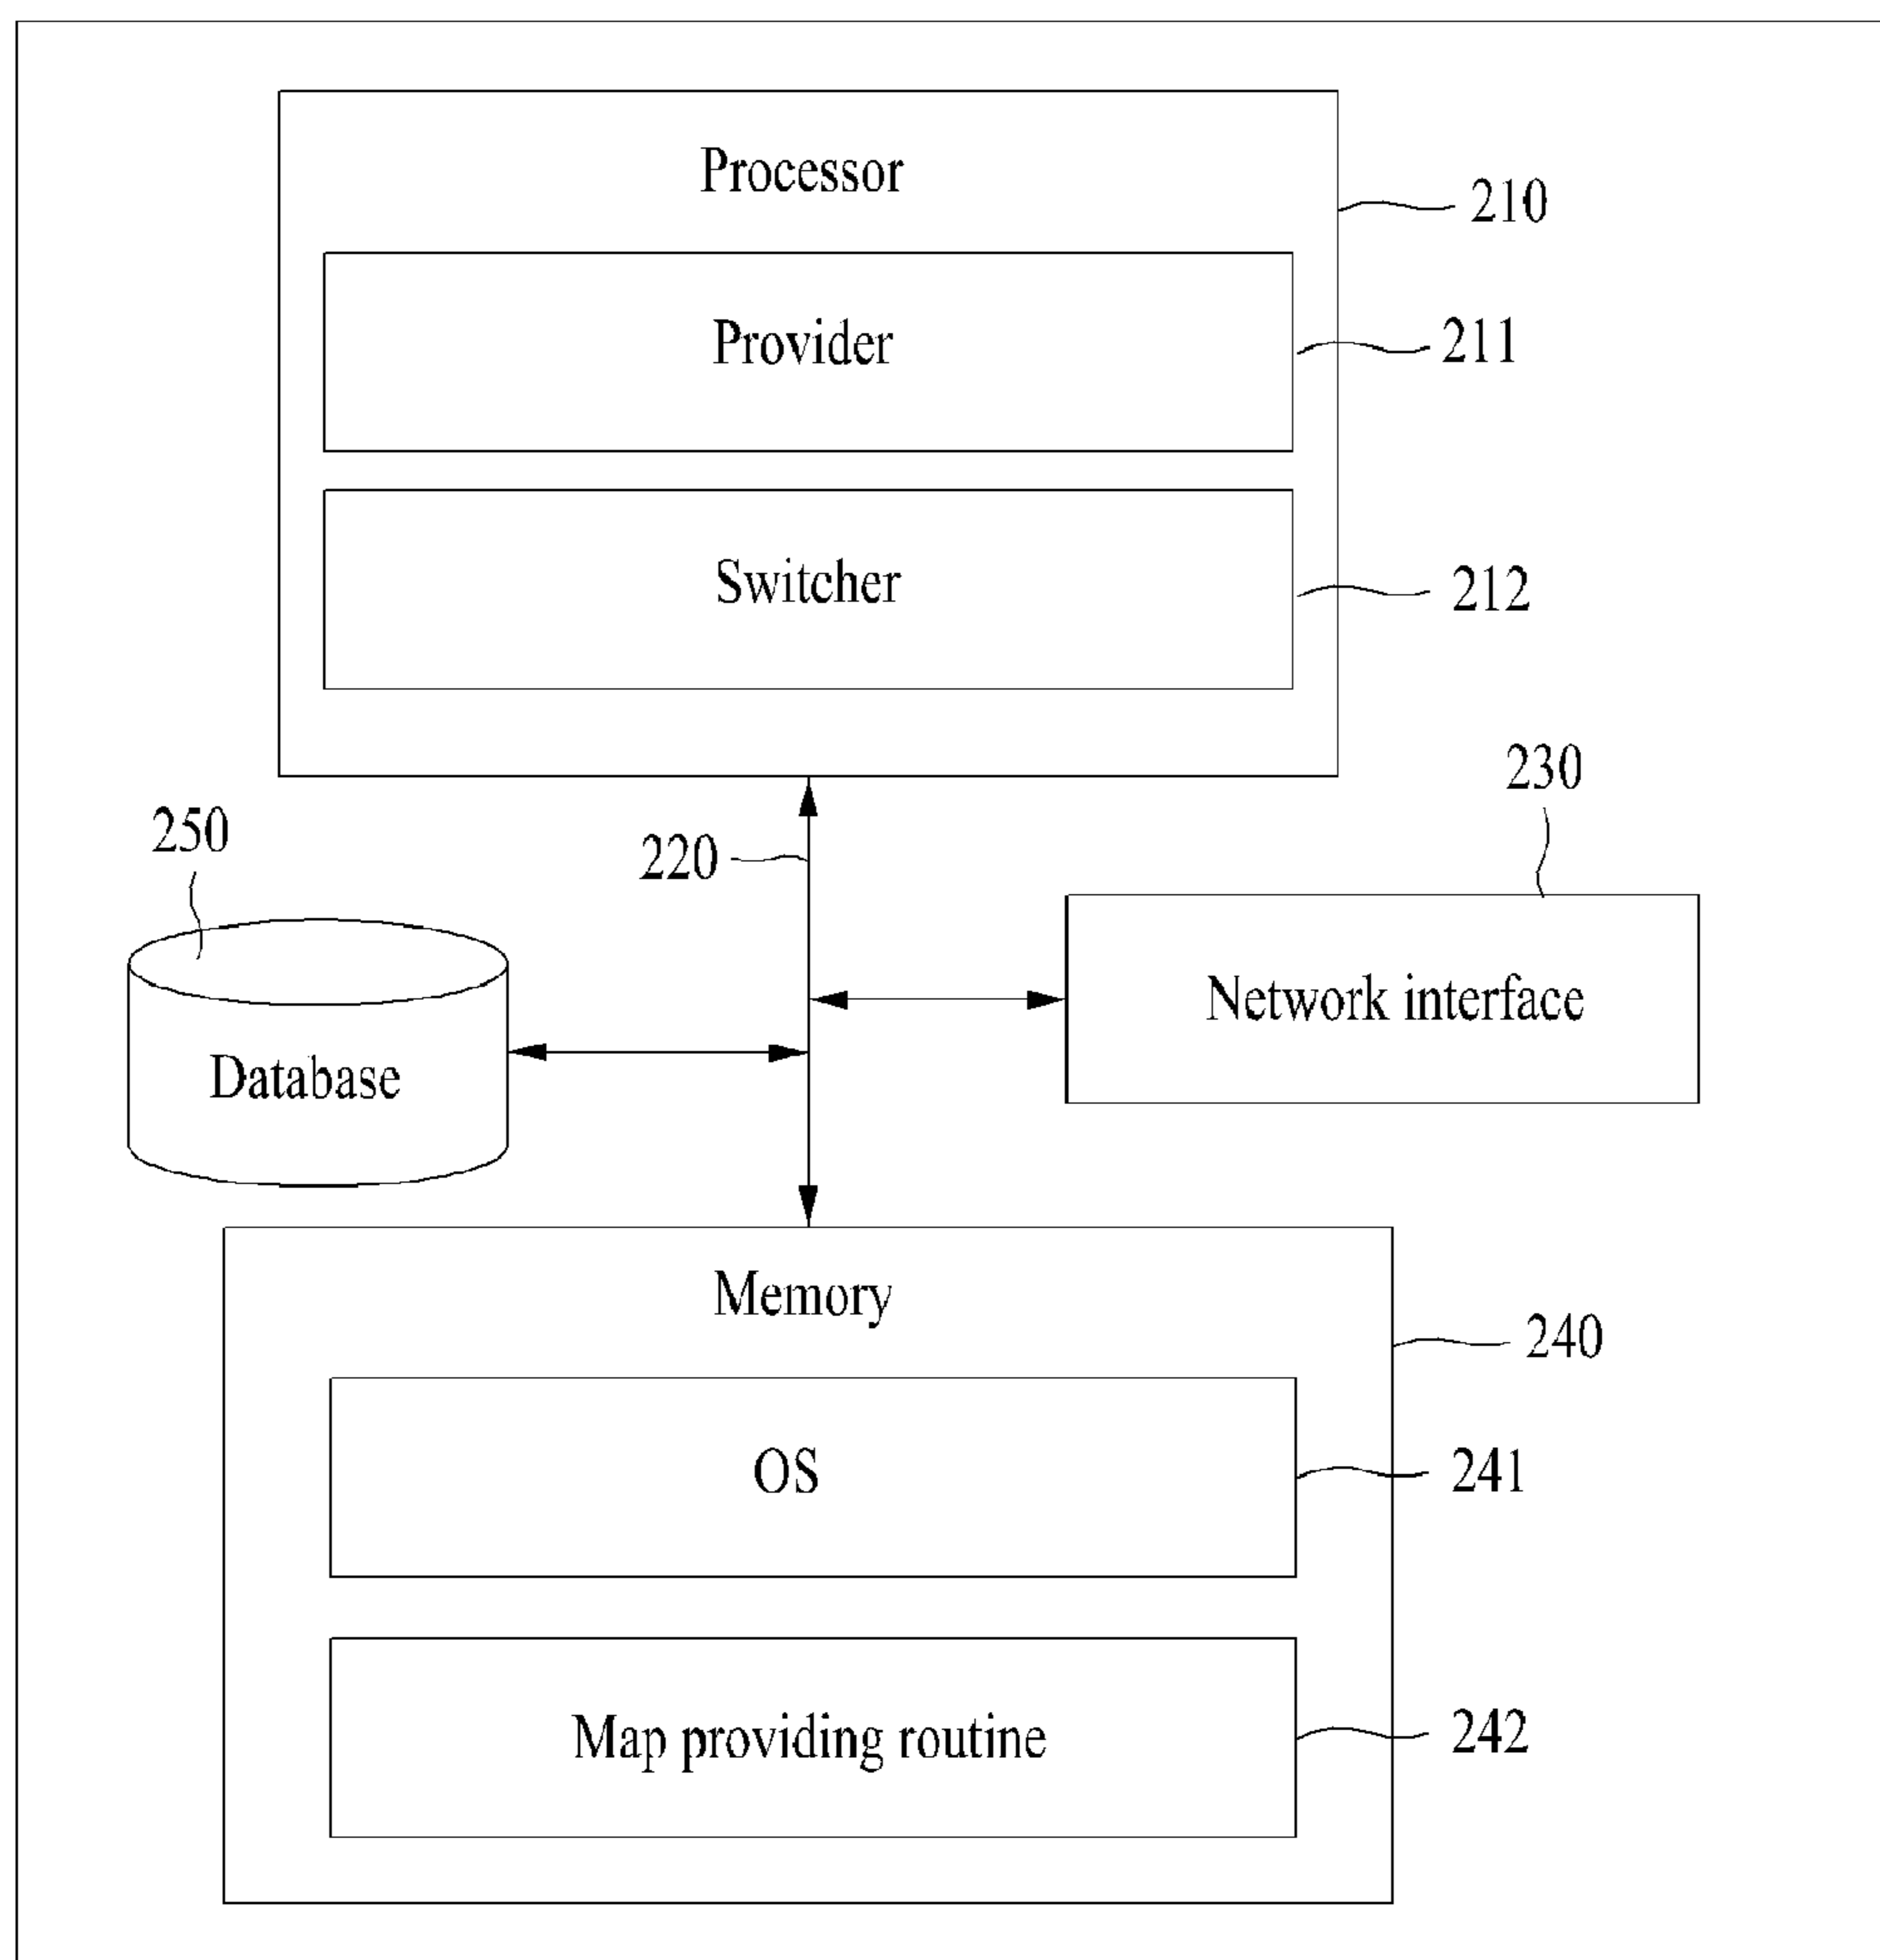 Processor
210
Provider
211
Switcher
212
230
250
220
Network interface
Database
Memory
240
OS
241
Map providing routine
242